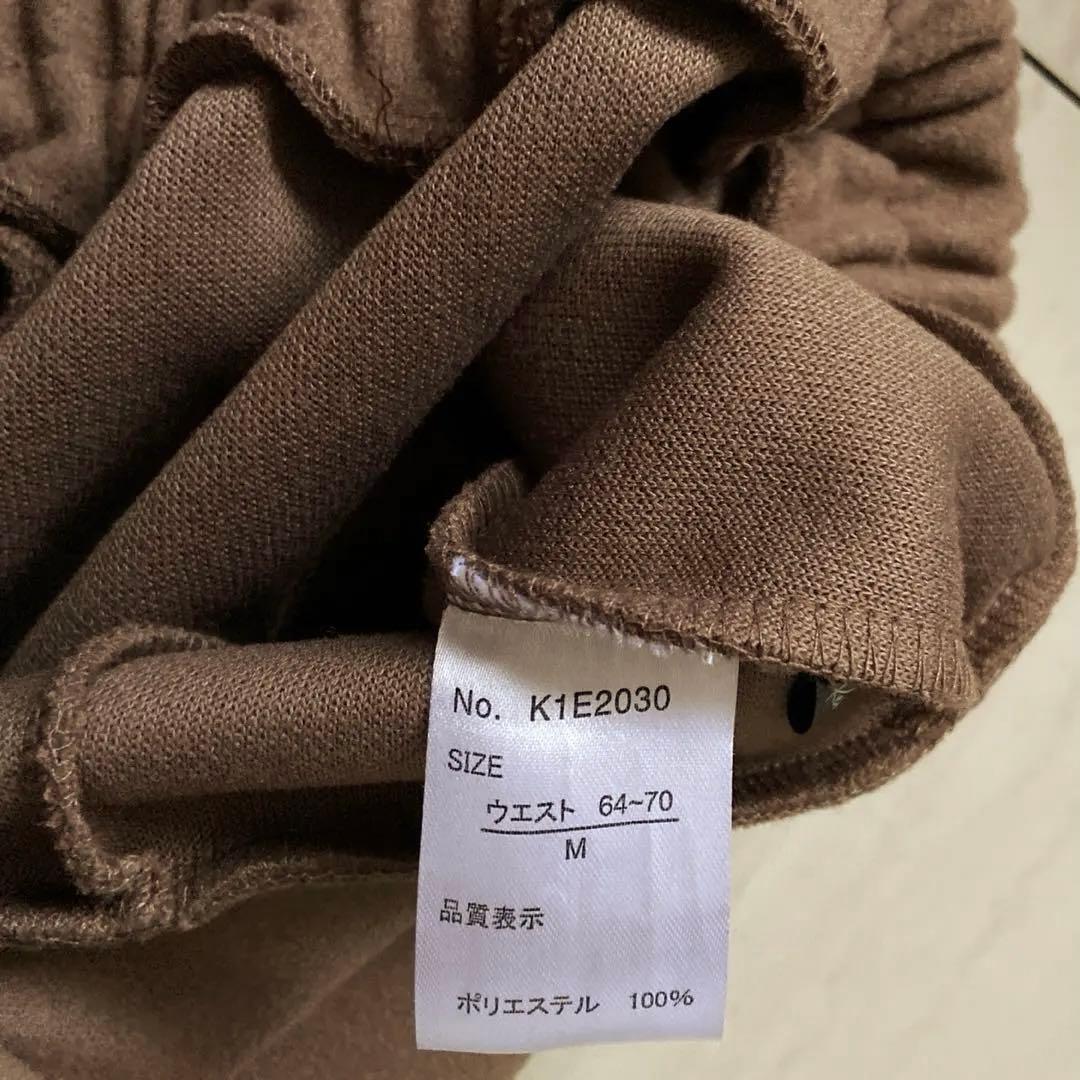 No. K1E2030
SIZE
ウエスト 64~70
M
品質表示
ポリエステル 100%